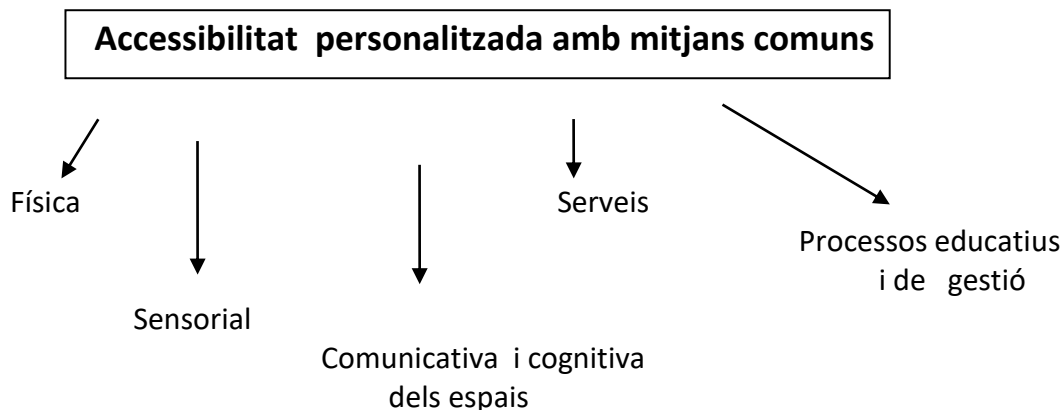 Accessibilitat personalitzada amb mitjans comuns
Física
Serveis
Processos educatius
i de gestió
Sensorial
Comunicativa i cognitiva
dels espais